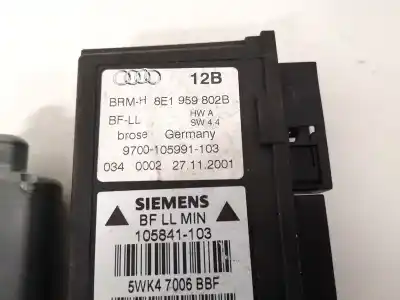 12B
BRM-H 8E1 959 802B
BF-LL HW A
SW 4.4
brose Germany
9700-105991-103
034 0002 27.11.2001
SIEMENS
BF LL MIN
105841-103
5WK4 7006 BBF